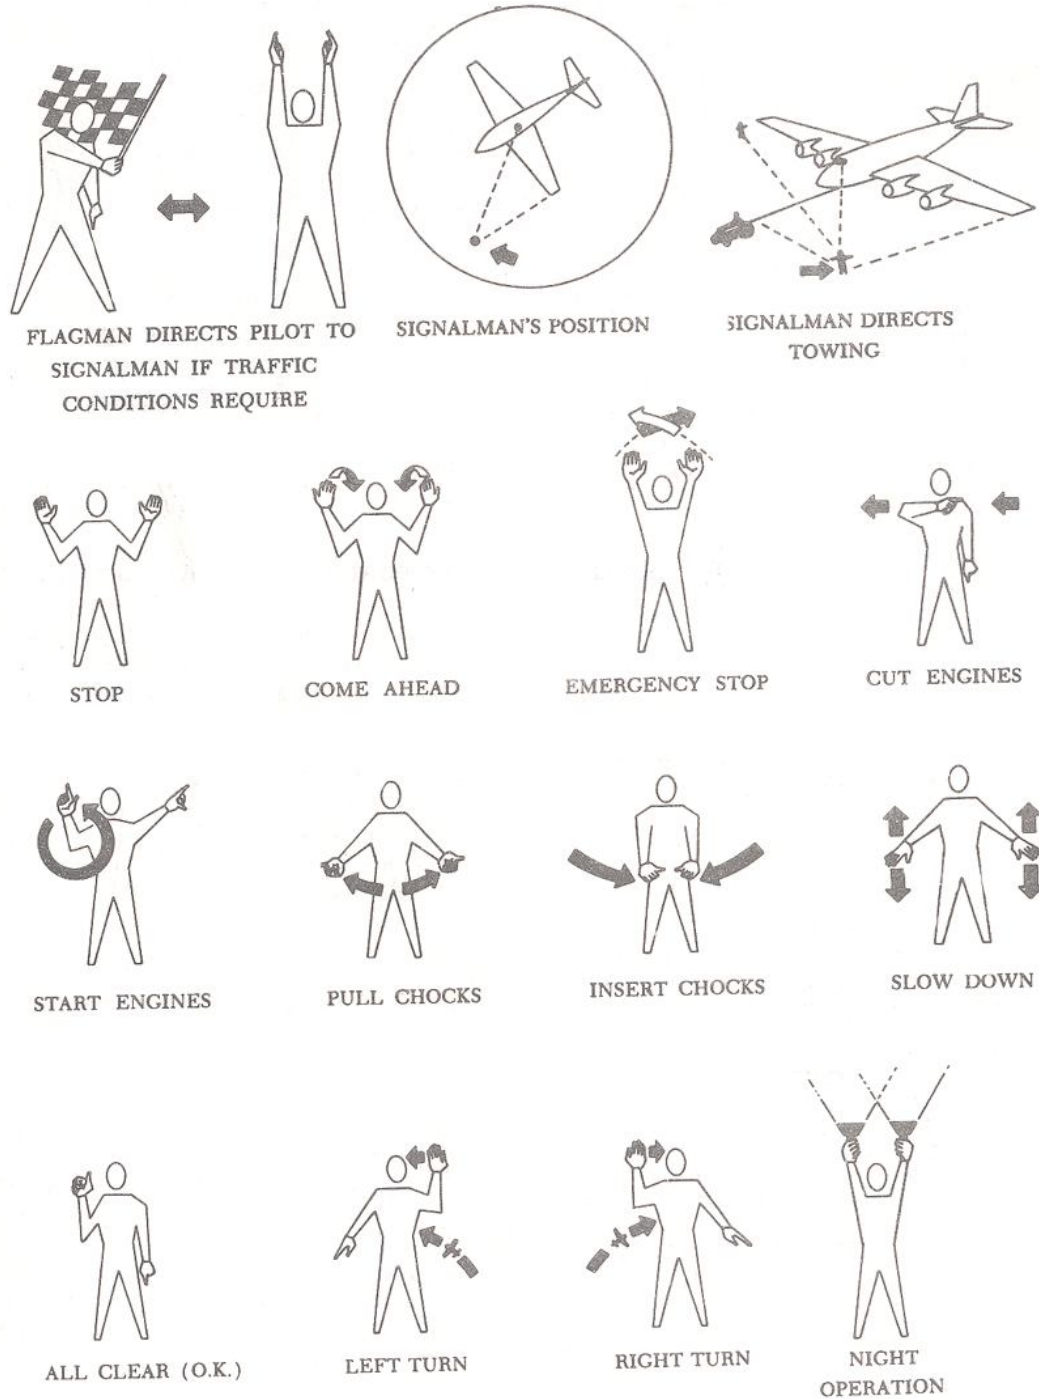 FLAGMAN DIRECTS PILOT TO
SIGNALMAN IF TRAFFIC
CONDITIONS REQUIRE
SIGNALMAN'S POSITION
SIGNALMAN DIRECTS
TOWING
STOP
COME AHEAD
EMERGENCY STOP
CUT ENGINES
START ENGINES
PULL CHOCKS
INSERT CHOCKS
SLOW DOWN
ALL CLEAR (O.K.)
LEFT TURN
RIGHT TURN
NIGHT
OPERATION